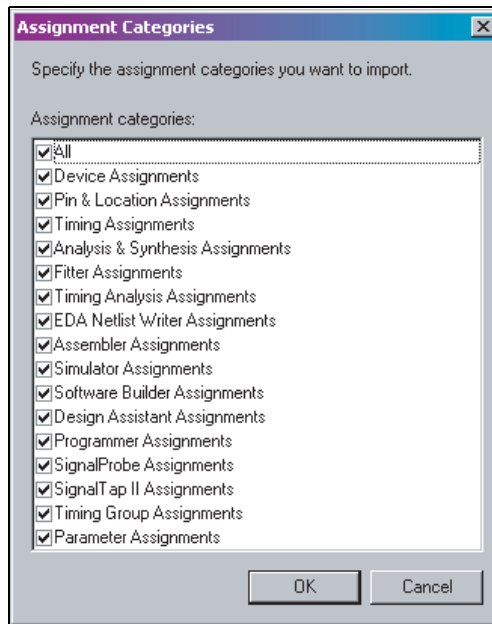 Assignment Categories
Specify the assignment categories you want to import.
Assignment categories:
All
Device Assignments
Pin & Location Assignments
Timing Assignments
Analysis & Synthesis Assignments
Fitter Assignments
Timing Analysis Assignments
EDA Netlist Writer Assignments
Assembler Assignments
Simulator Assignments
Software Builder Assignments
Design Assistant Assignments
Programmer Assignments
SignalProbe Assignments
SignalTap II Assignments
Timing Group Assignments
Parameter Assignments
OK Cancel